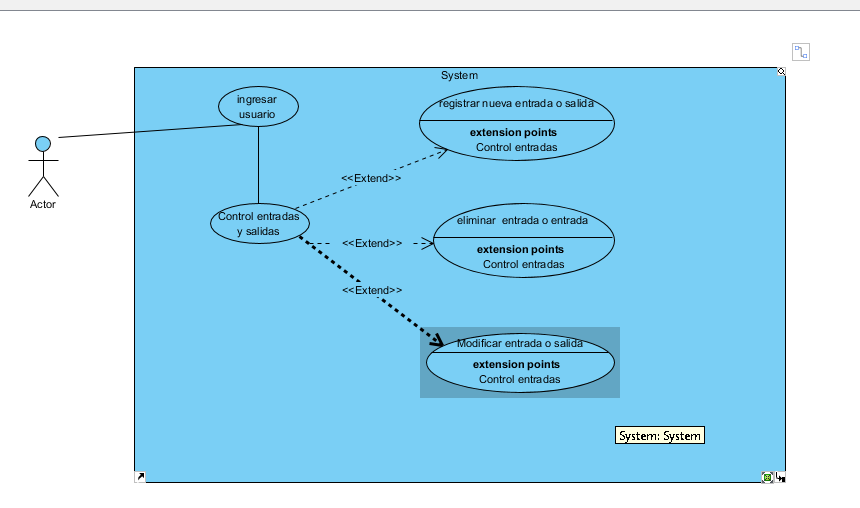 System
ingresar
usuario
registrar nueva entrada o salida
extension points
Control entradas
<<Extend>>
Actor
Control entradas
y salidas
eliminar entrada o entrada
<<Extend>>
extension points
Control entradas
<<Extend>>
Modificar entrada o salida
extension points
Control entradas
System: System